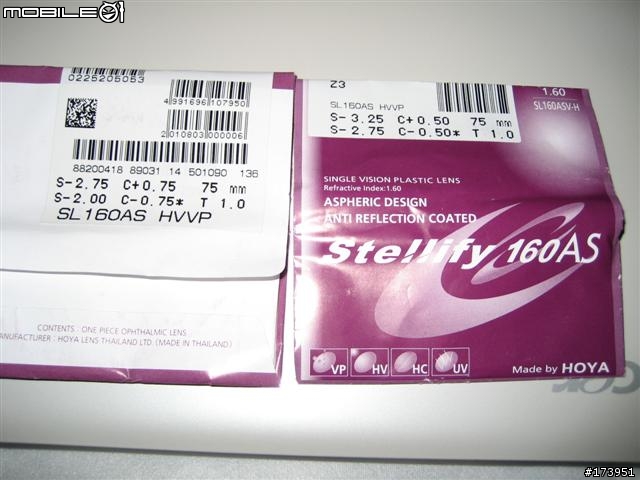 MOBILE01
0225205053
4991696107950
2010803000006
88200418 89031 14 501090 136
S-2.75 C+0.75 75 mm
S-2.00 C-0.75* T 1.0
SL160AS HVVP
CONTENTS : ONE PIECE OPHTHALMIC LENS
MANUFACTURER : HOYA LENS THAILAND LTD. (MADE IN THAILAND)
Z3
SL160AS HVVP
S-3.25 C+0.50 75 mm
S-2.75 C-0.50* T 1.0
1.60
SL160ASV-H
SINGLE VISION PLASTIC LENS
Refractive Index:1.60
ASPHERIC DESIGN
ANTI REFLECTION COATED
Stellify 160AS
VP HV HC UV
Made by HOYA
#173951